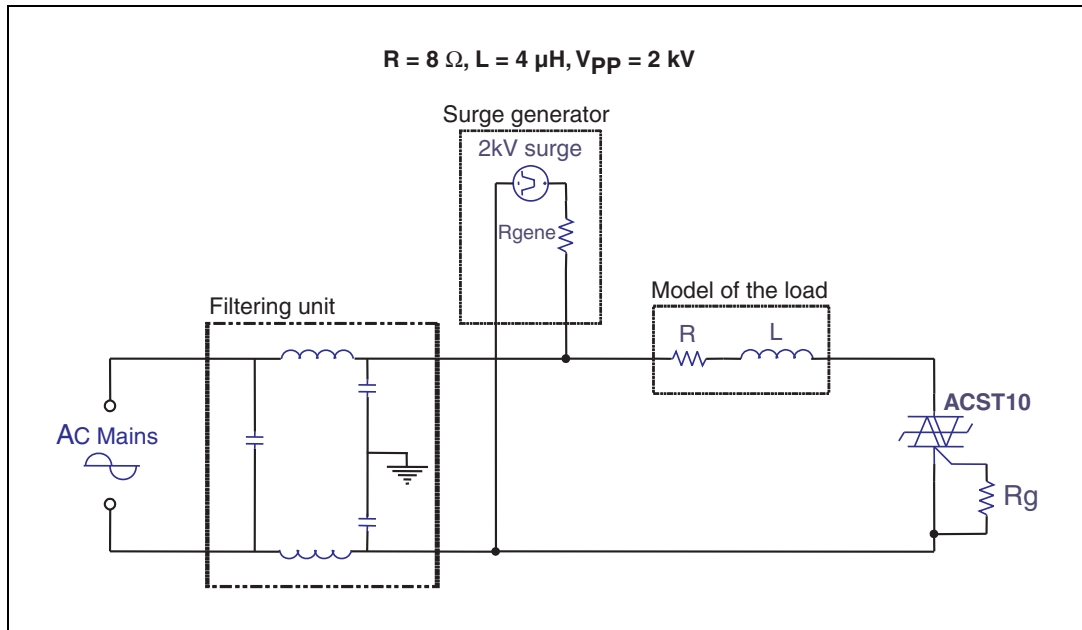 R = 8 Ω, L = 4 µH, VPP = 2 kV
Surge generator
2kV surge
Rgene
Filtering unit
Model of the load
R
L
ACST10
AC Mains
Rg